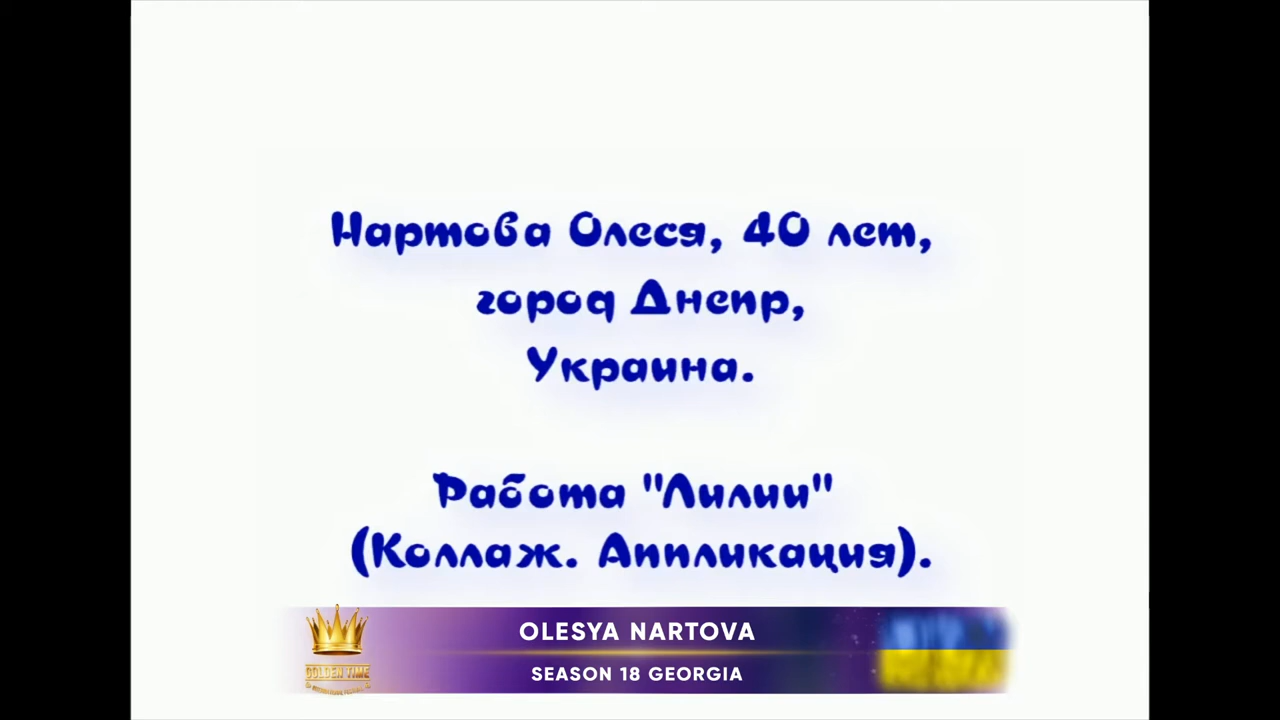 Нартова Олеся, 40 лет,
город Днепр,
Украина.
Работа "Лилии"
(Коллаж. Аппликация).
OLESYA NARTOVA
SEASON 18 GEORGIA
GOLDEN TIME